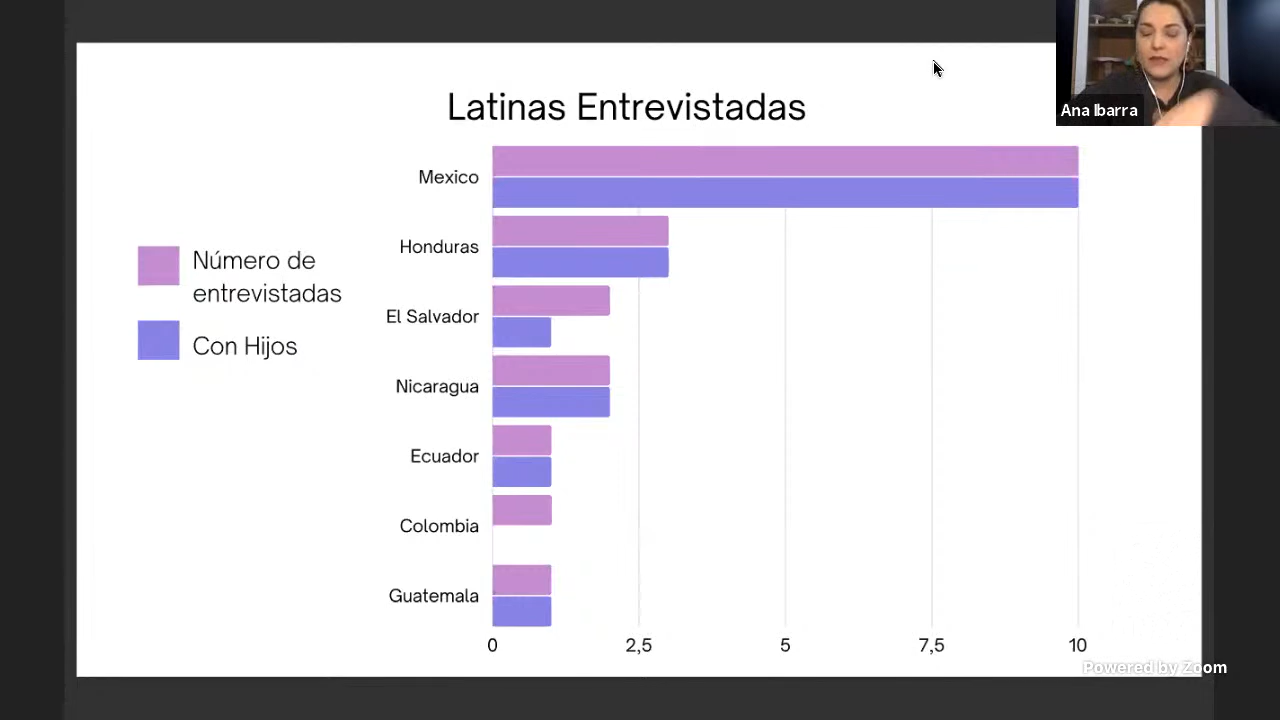 Latinas Entrevistadas
Ana Ibarra
Mexico
Honduras
El Salvador
Nicaragua
Ecuador
Colombia
Guatemala
Número de
entrevistadas
Con Hijos
0 2,5 5 7,5 10
Powered by Zoom